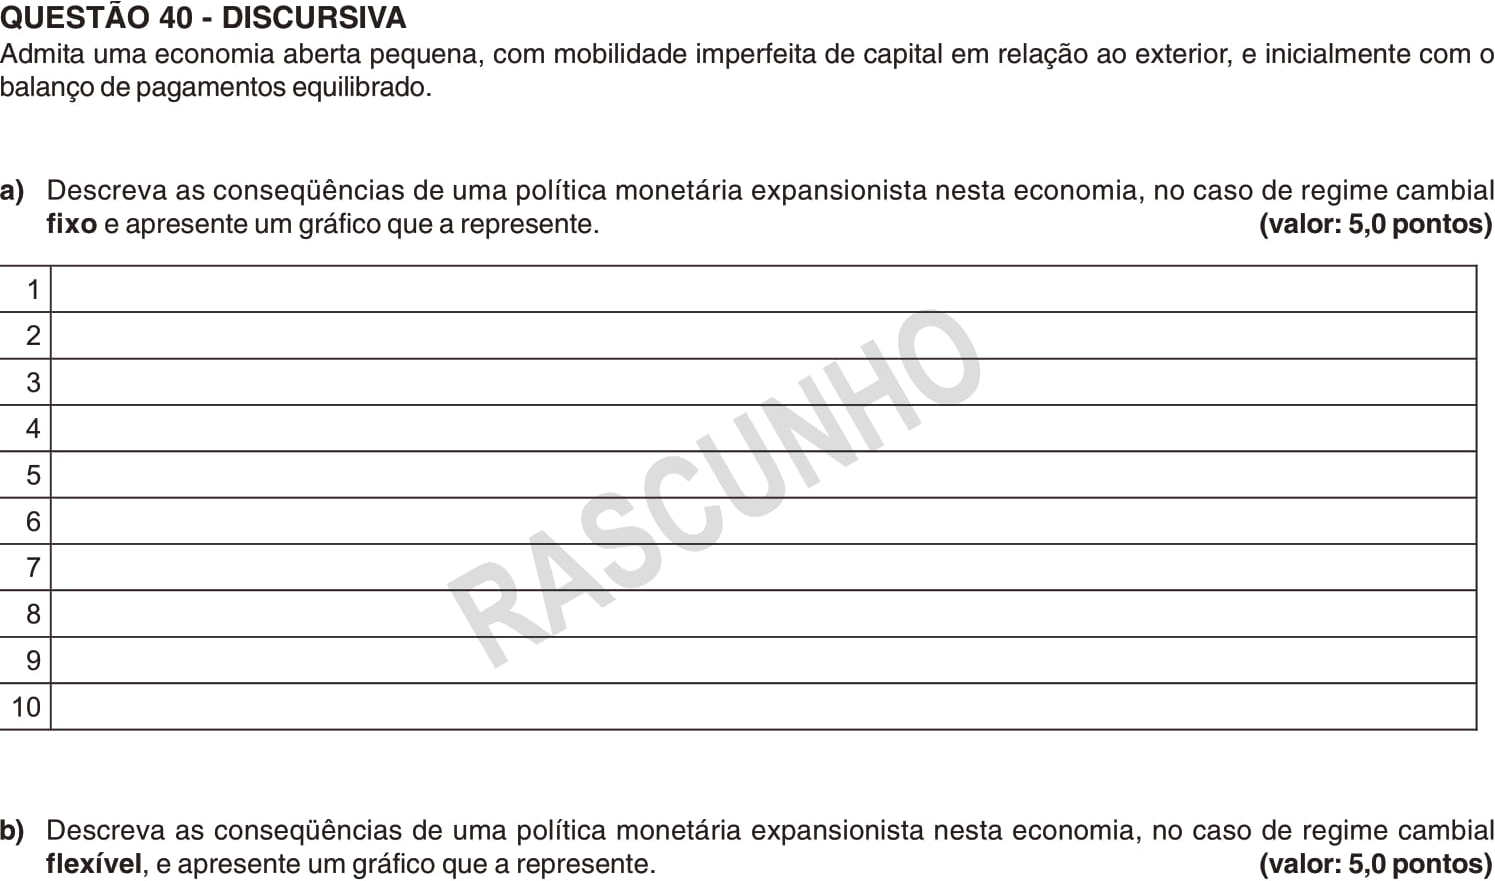 QUESTÃO 40 - DISCURSIVA
Admita uma economia aberta pequena, com mobilidade imperfeita de capital em relação ao exterior, e inicialmente com o
balanço de pagamentos equilibrado.
a) Descreva as conseqüências de uma política monetária expansionista nesta economia, no caso de regime cambial
fixo e apresente um gráfico que a represente. (valor: 5,0 pontos)
1
2
3
4
5
6
7
8
9
10
RASCUNHO
b) Descreva as conseqüências de uma política monetária expansionista nesta economia, no caso de regime cambial
flexível, e apresente um gráfico que a represente. (valor: 5,0 pontos)